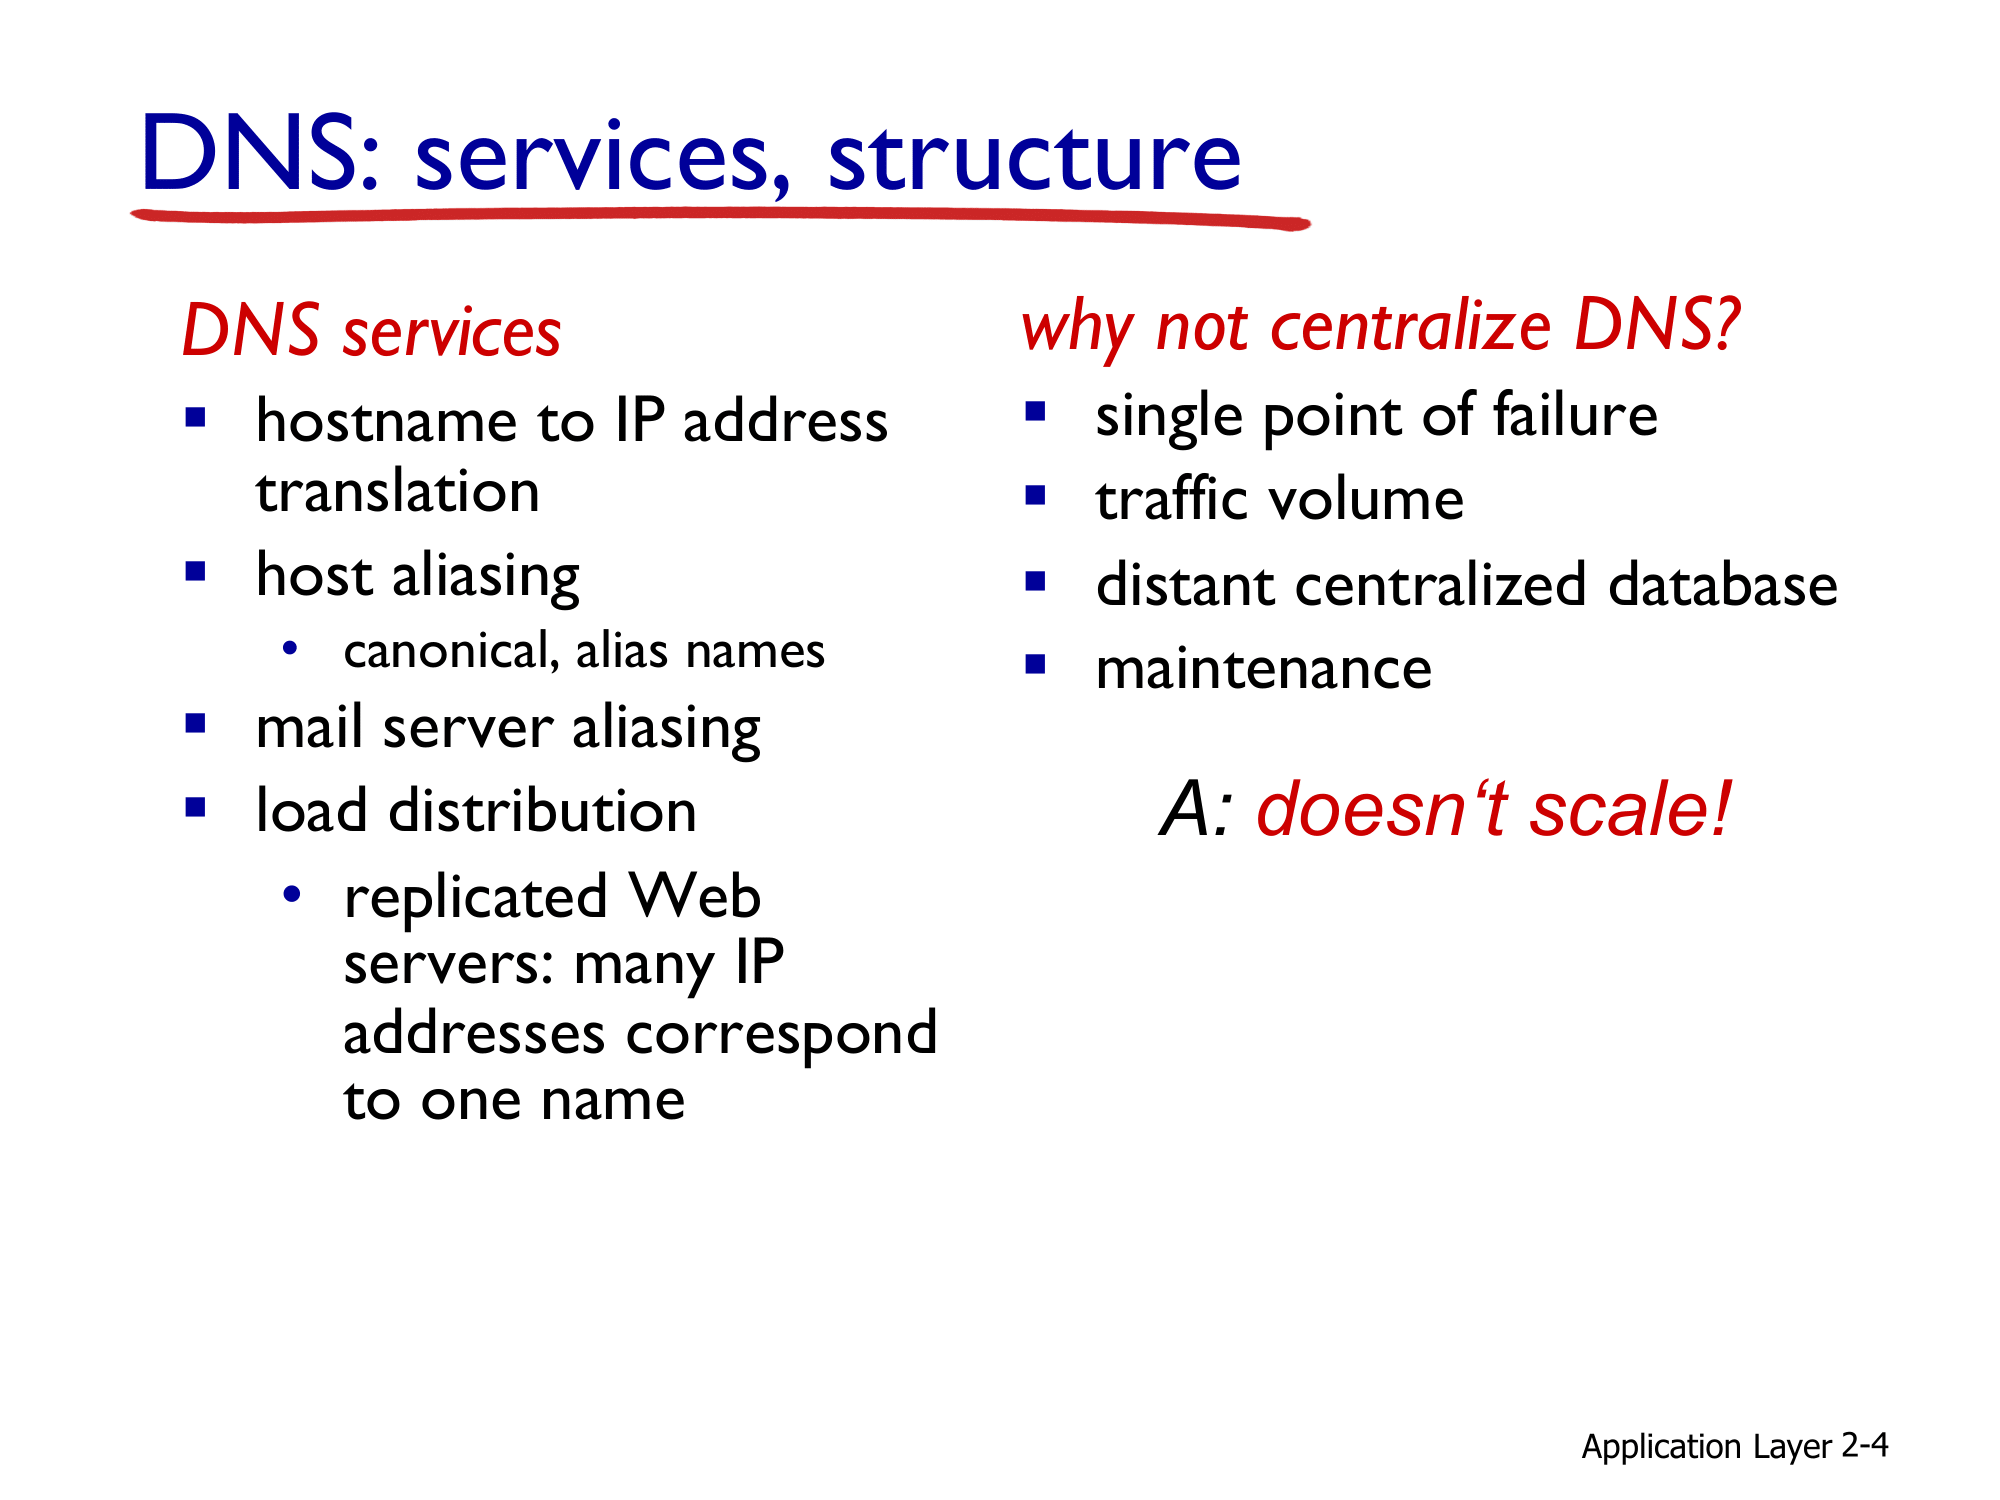 DNS: services, structure
DNS services
▪ hostname to IP address
translation
▪ host aliasing
• canonical, alias names
▪ mail server aliasing
▪ load distribution
• replicated Web
servers: many IP
addresses correspond
to one name
why not centralize DNS?
▪ single point of failure
▪ traffic volume
▪ distant centralized database
▪ maintenance
A: doesn‘t scale!
Application Layer 2-4